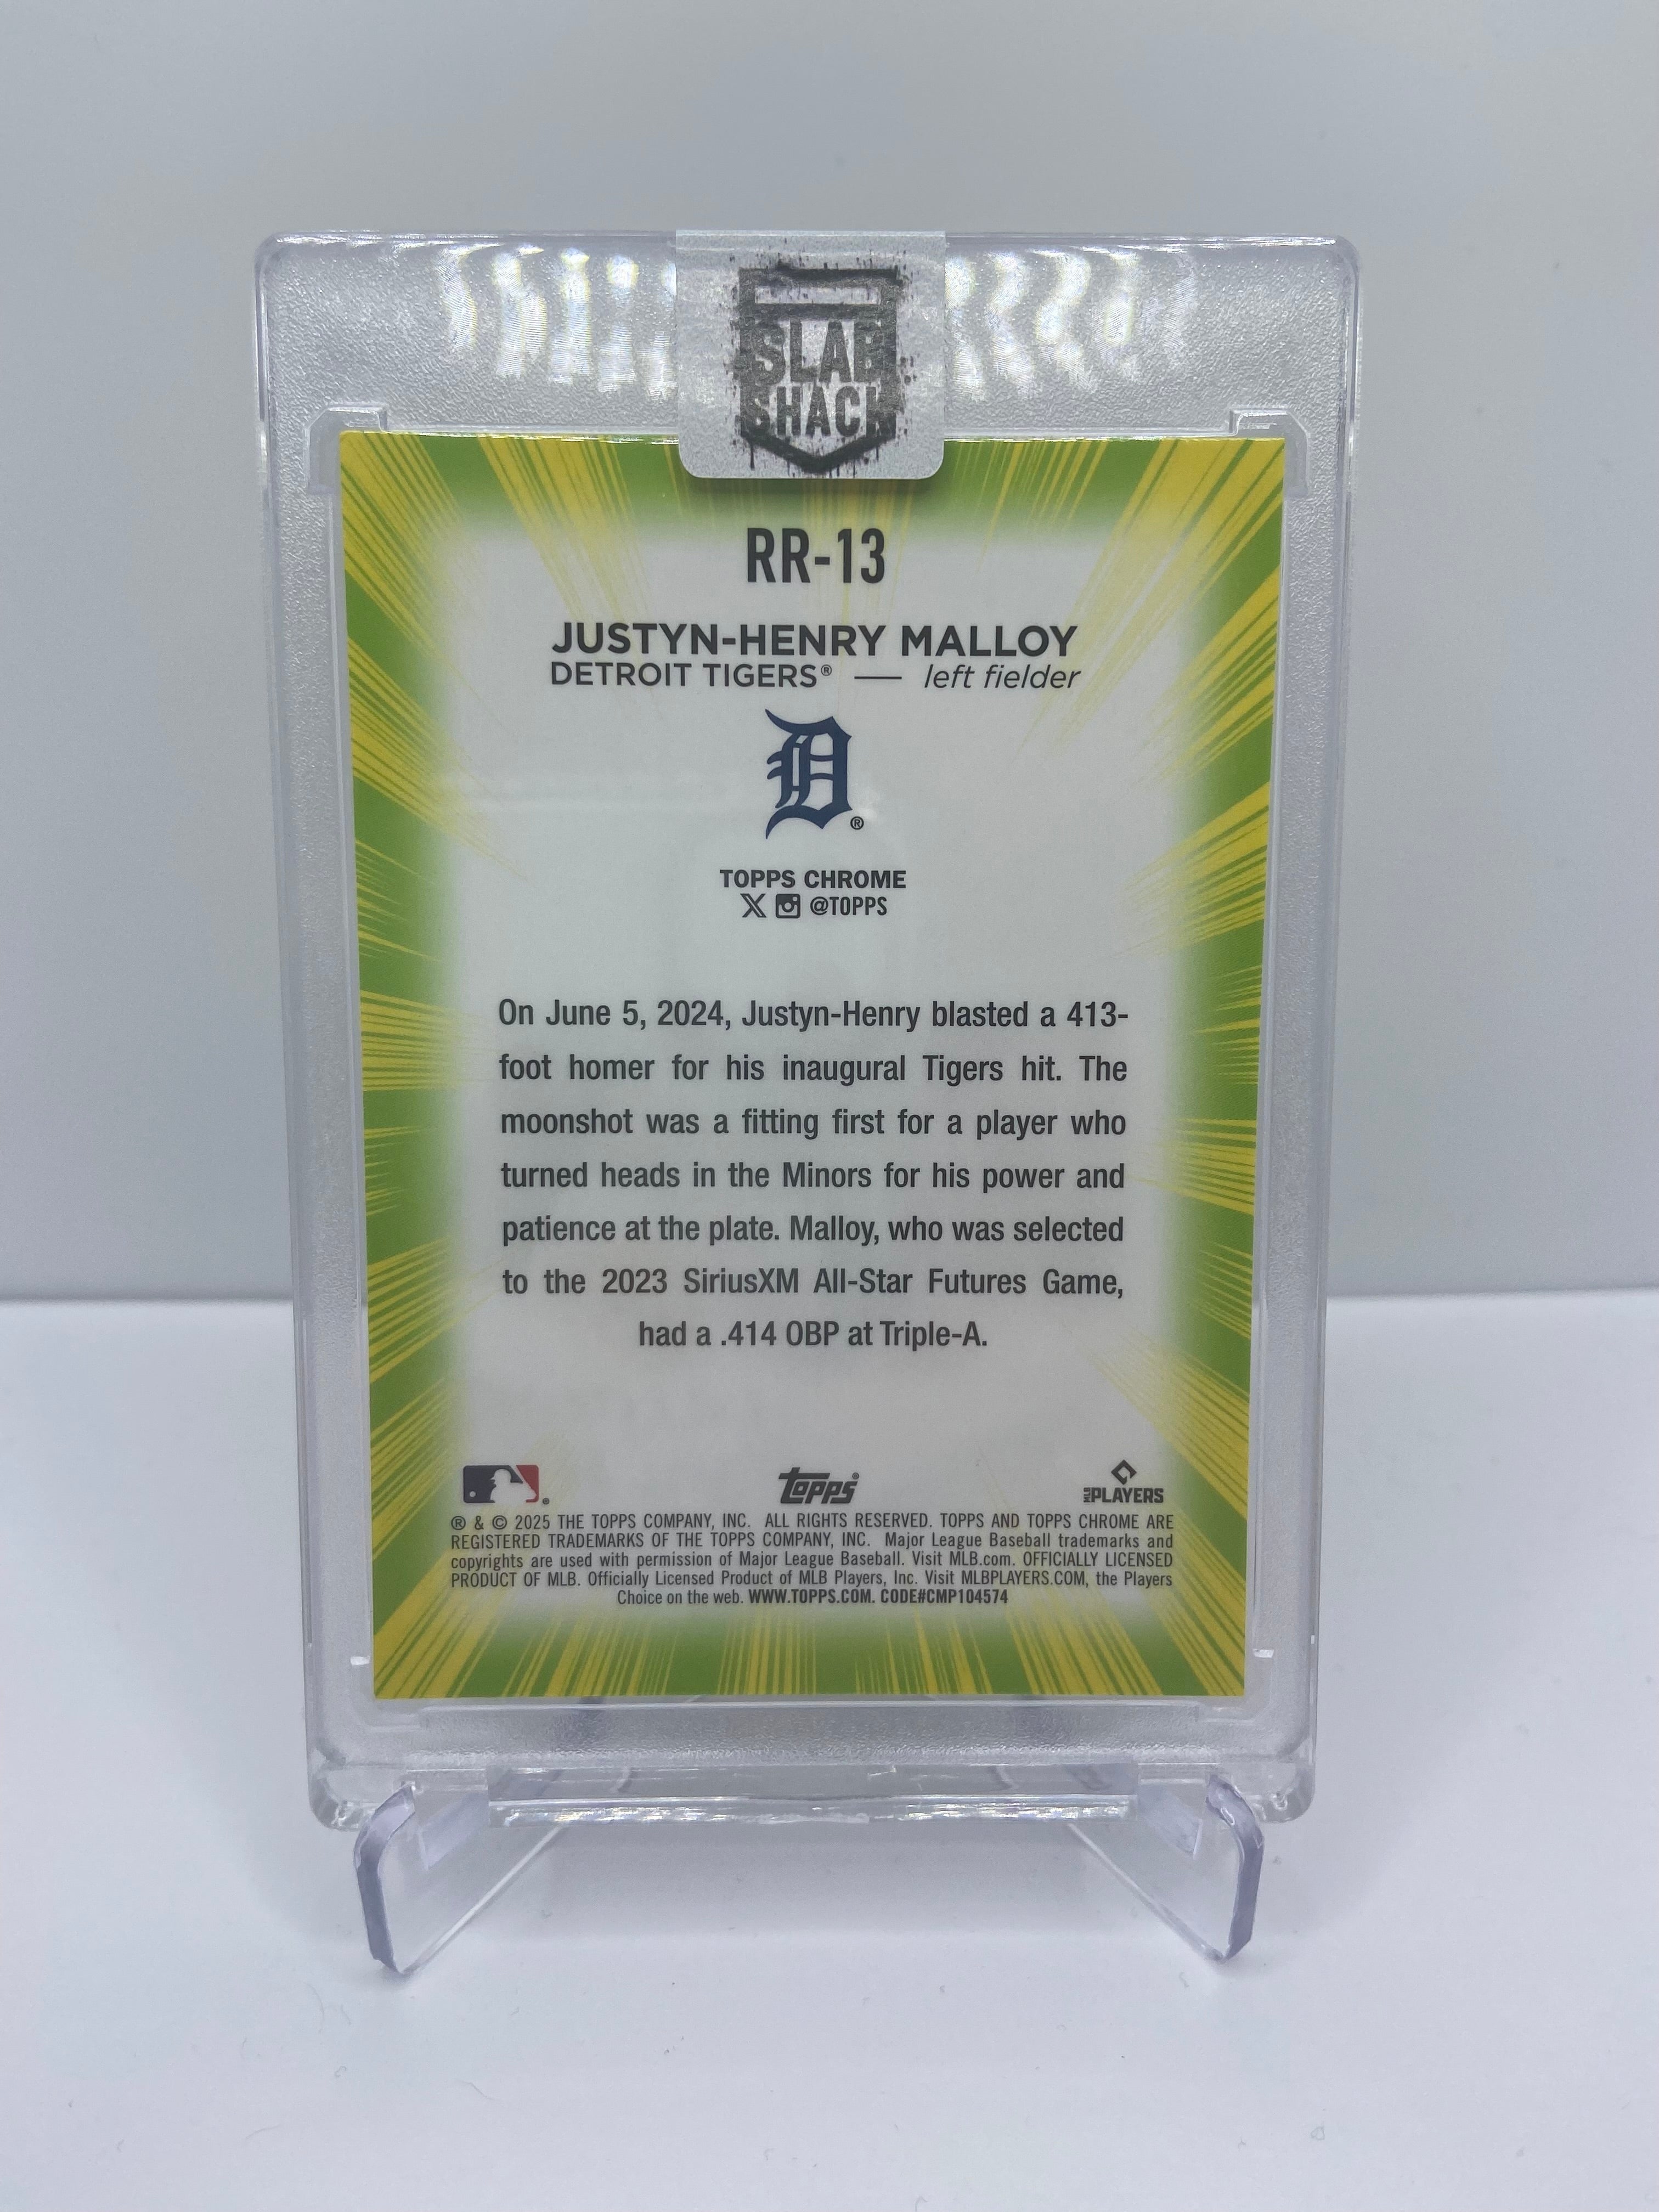 SLAB
SHACK
RR-13
JUSTYN-HENRY MALLOY
DETROIT TIGERS® — left fielder
D®
TOPPS CHROME
X @TOPPS
On June 5, 2024, Justyn-Henry blasted a 413-
foot homer for his inaugural Tigers hit. The
moonshot was a fitting first for a player who
turned heads in the Minors for his power and
patience at the plate. Malloy, who was selected
to the 2023 SiriusXM All-Star Futures Game,
had a .414 OBP at Triple-A.
Topps® MLB PLAYERS
® & © 2025 THE TOPPS COMPANY, INC. ALL RIGHTS RESERVED. TOPPS AND TOPPS CHROME ARE
REGISTERED TRADEMARKS OF THE TOPPS COMPANY, INC. Major League Baseball trademarks and
copyrights are used with permission of Major League Baseball. Visit MLB.com. OFFICIALLY LICENSED
PRODUCT OF MLB. Officially Licensed Product of MLB Players, Inc. Visit MLBPLAYERS.COM, the Players
Choice on the web. WWW.TOPPS.COM. CODE#CMP104574